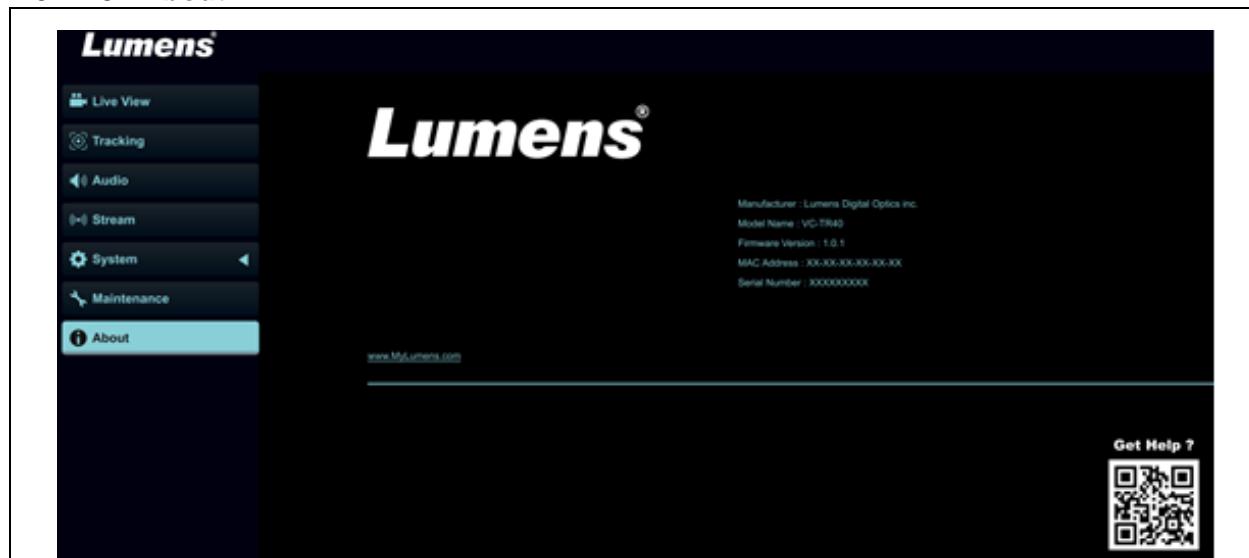 Lumens
Live View
Tracking
Audio
Stream
System
Maintenance
About
Lumens®
Manufacturer : Lumens Digital Optics inc.
Model Name : VC-TR40
Firmware Version : 1.0.1
MAC Address : XX-XX-XX-XX-XX-XX
Serial Number : XXXXXXXXXX
www.MyLumens.com
Get Help ?